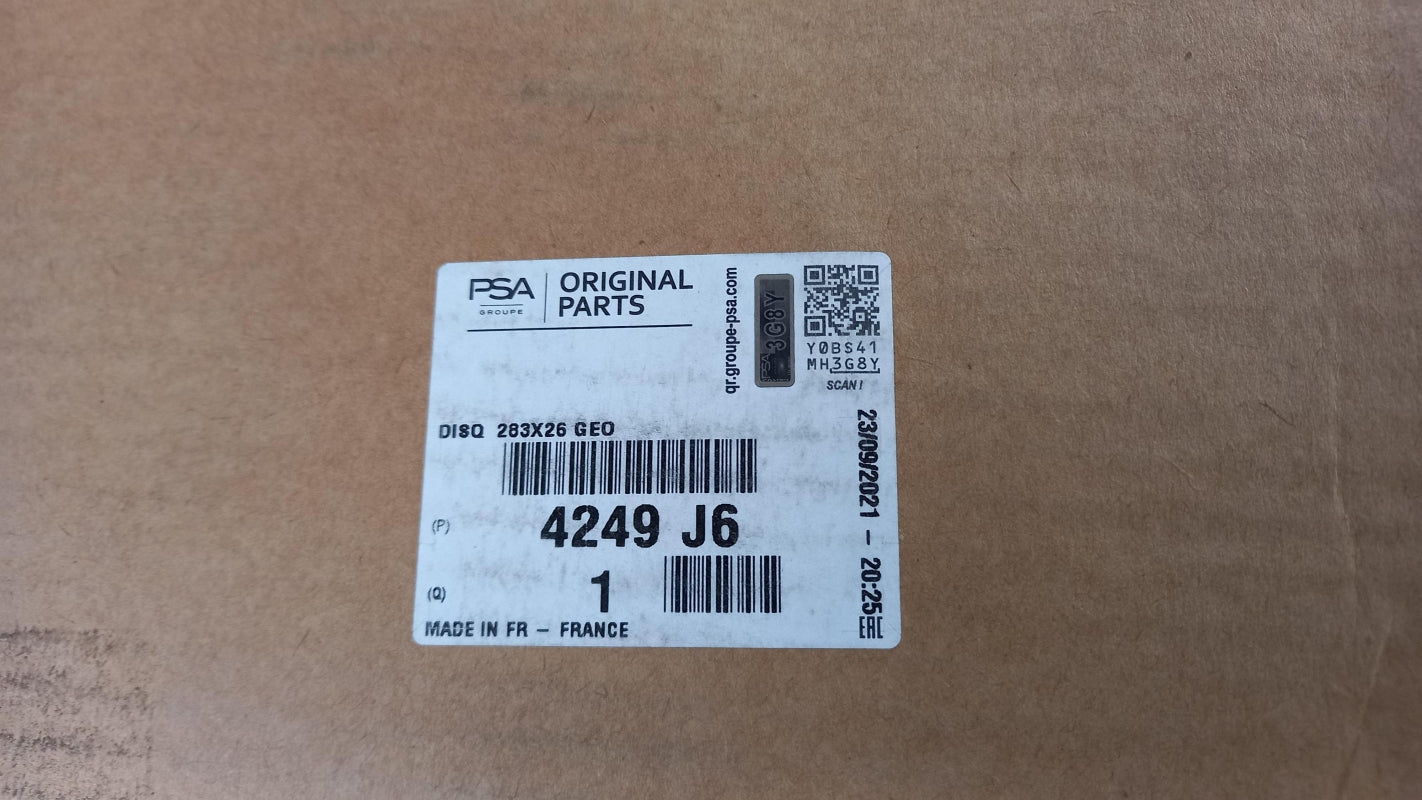 PSA
GROUPE
ORIGINAL
PARTS
qr.groupe-psa.com
PSA 3G8Y
Y0BS41
MH3G8Y
SCAN!
DISQ 283X26 GEO
(P) 4249 J6
(Q) 1
MADE IN FR – FRANCE
23/09/2021 – 20:25
EAC